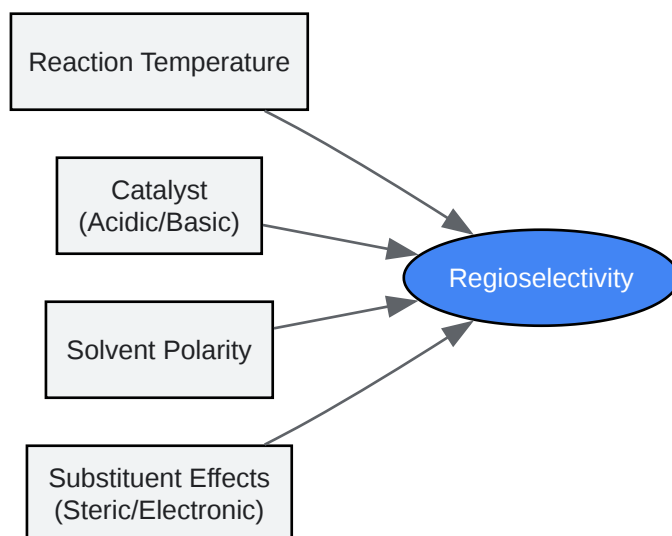 Reaction Temperature
Catalyst
(Acidic/Basic)
Regioselectivity
Solvent Polarity
Substituent Effects
(Steric/Electronic)